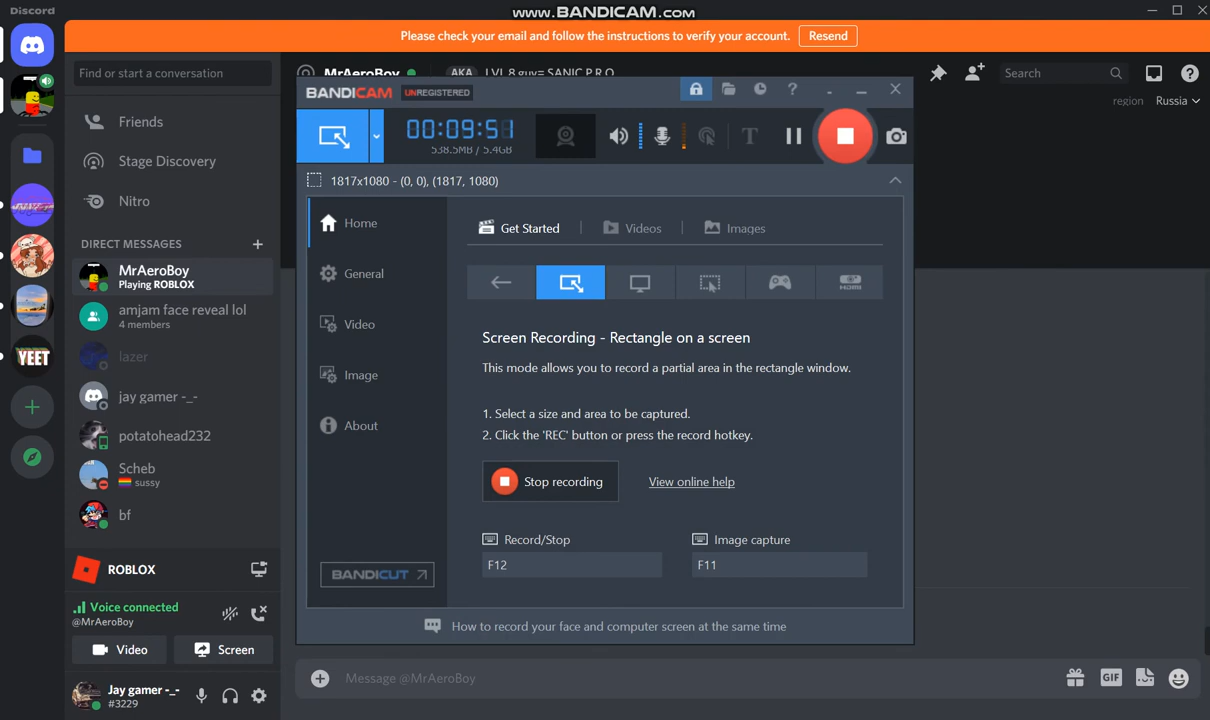 Discord
www.BANDICAM.com
Please check your email and follow the instructions to verify your account.
Resend
Find or start a conversation
MrAeroBoy
AKA
LVL 8 guy= SANIC P.R.O
Search
region
Russia
Friends
Stage Discovery
Nitro
DIRECT MESSAGES
MrAeroBoy
Playing ROBLOX
amjam face reveal lol
4 members
lazer
jay gamer -_-
potatohead232
Scheb
sussy
bf
YEET
ROBLOX
Voice connected
@MrAeroBoy
Video
Screen
Jay gamer -_-
#3229
BANDICAM
UNREGISTERED
00:09:51
538.5MB / 5.4GB
1817x1080 - (0, 0), (1817, 1080)
Home
General
Video
Image
About
BANDICUT
Get Started
Videos
Images
HDMI
Screen Recording - Rectangle on a screen
This mode allows you to record a partial area in the rectangle window.
1. Select a size and area to be captured.
2. Click the 'REC' button or press the record hotkey.
Stop recording
View online help
Record/Stop
Image capture
F12
F11
How to record your face and computer screen at the same time
Message @MrAeroBoy
GIF